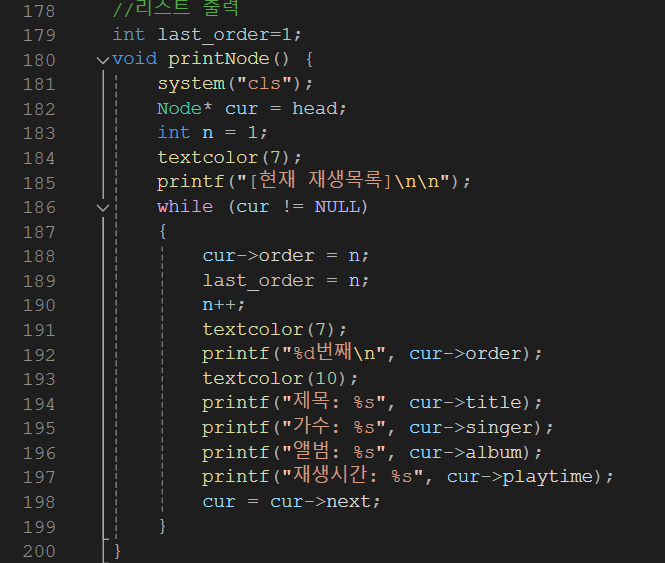 178 //리스트 출력
179 int last_order=1;
180 void printNode() {
181 system("cls");
182 Node* cur = head;
183 int n = 1;
184 textcolor(7);
185 printf("[현재 재생목록]\n\n");
186 while (cur != NULL)
187 {
188 cur->order = n;
189 last_order = n;
190 n++;
191 textcolor(7);
192 printf("%d번째\n", cur->order);
193 textcolor(10);
194 printf("제목: %s", cur->title);
195 printf("가수: %s", cur->singer);
196 printf("앨범: %s", cur->album);
197 printf("재생시간: %s", cur->playtime);
198 cur = cur->next;
199 }
200 }